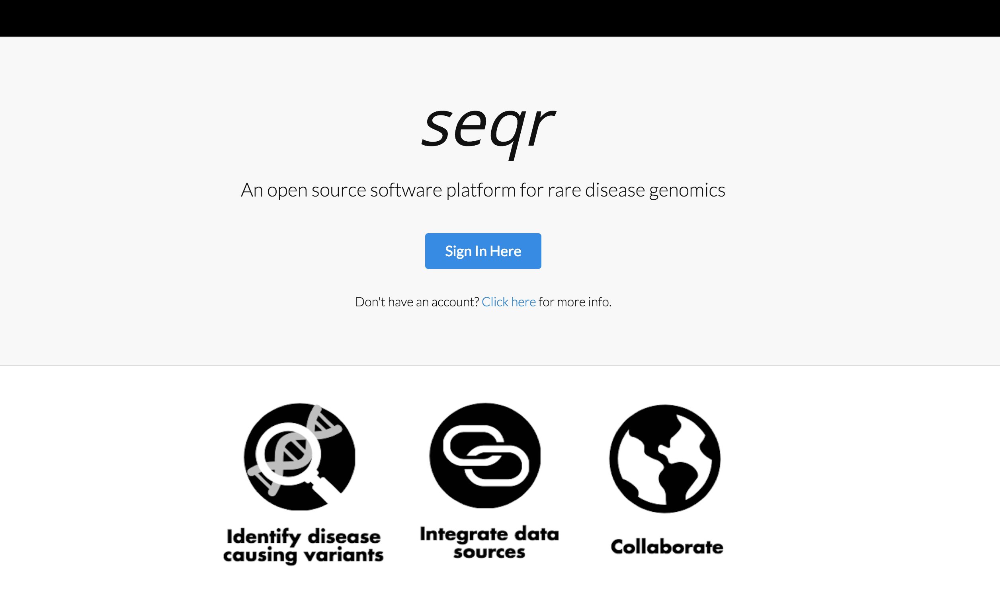 seqr
An open source software platform for rare disease genomics
Sign In Here
Don't have an account? Click here for more info.
Identify disease
causing variants
Integrate data
sources
Collaborate